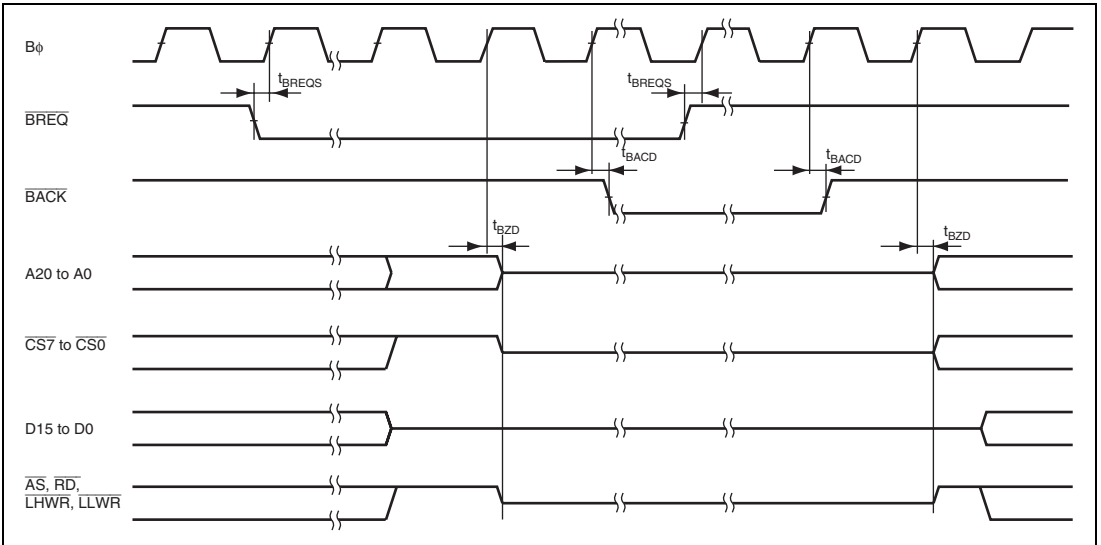 Bφ
tBREQS
tBREQS
BREQ
tBACD
tBACD
BACK
tBZD
tBZD
A20 to A0
CS7 to CS0
D15 to D0
AS, RD,
LHWR, LLWR